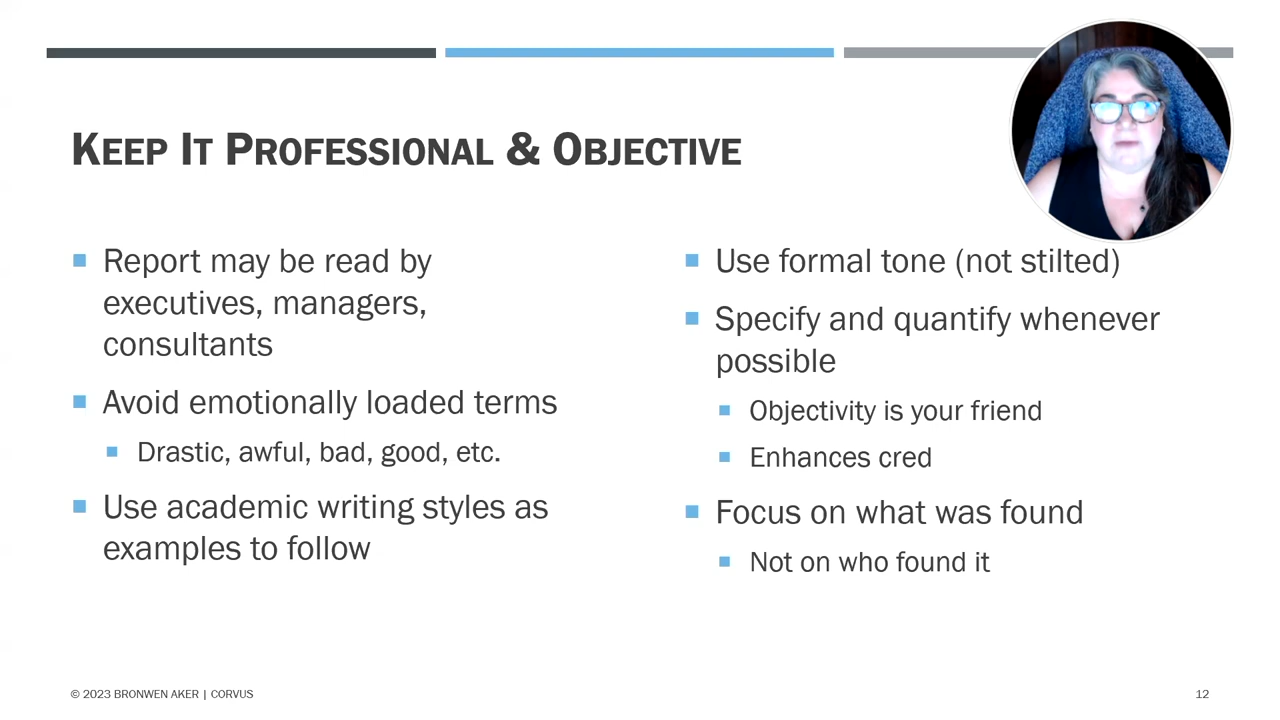 KEEP IT PROFESSIONAL & OBJECTIVE
Report may be read by
executives, managers,
consultants
Avoid emotionally loaded terms
Drastic, awful, bad, good, etc.
Use academic writing styles as
examples to follow
Use formal tone (not stilted)
Specify and quantify whenever
possible
Objectivity is your friend
Enhances cred
Focus on what was found
Not on who found it
© 2023 BRONWEN AKER | CORVUS
12